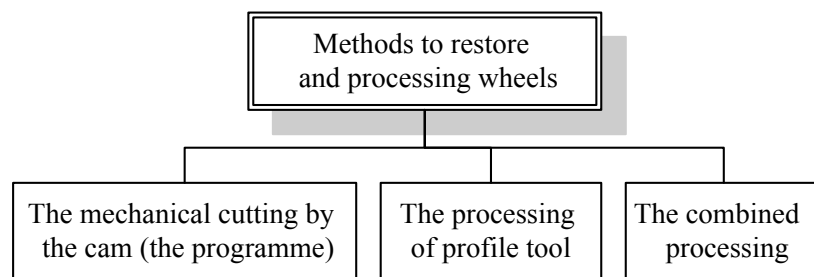 Methods to restore
and processing wheels
The mechanical cutting by
the cam (the programme)
The processing
of profile tool
The combined
processing